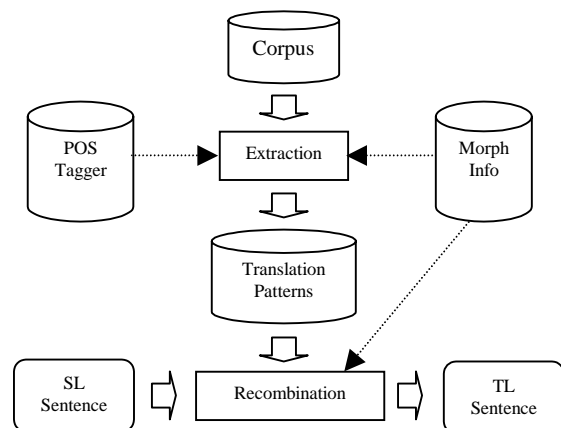 Corpus
POS
Tagger
Extraction
Morph
Info
Translation
Patterns
SL
Sentence
Recombination
TL
Sentence